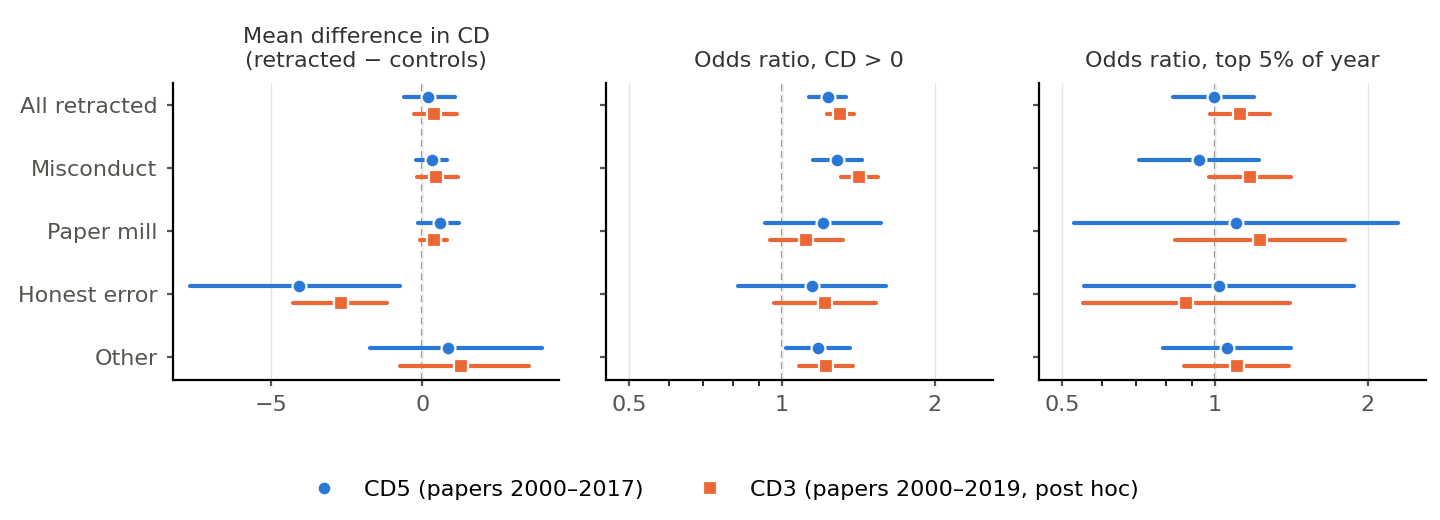 Mean difference in CD
(retracted − controls)
Odds ratio, CD > 0
Odds ratio, top 5% of year
All retracted
Misconduct
Paper mill
Honest error
Other
−5 0
0.5 1 2
0.5 1 2
CD5 (papers 2000–2017)
CD3 (papers 2000–2019, post hoc)